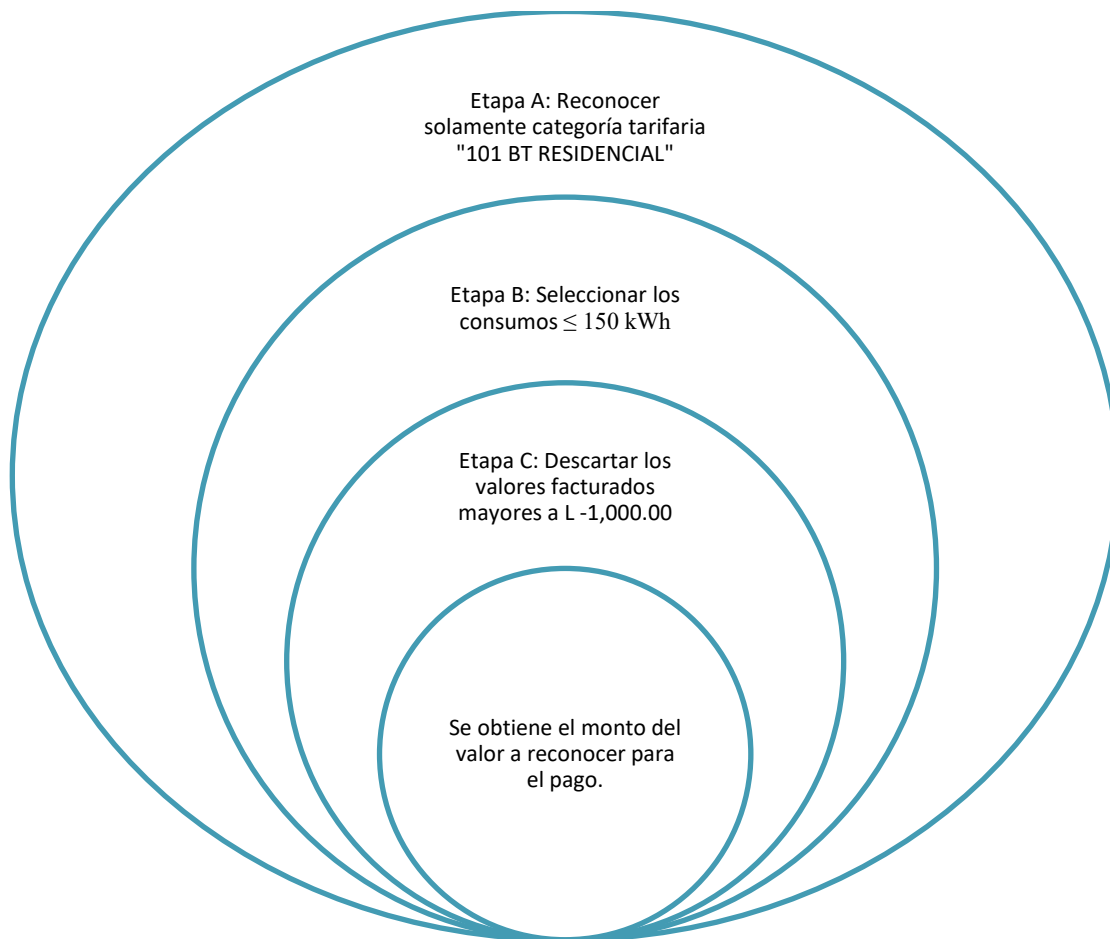 Etapa A: Reconocer
solamente categoría tarifaria
"101 BT RESIDENCIAL"
Etapa B: Seleccionar los
consumos ≤ 150 kWh
Etapa C: Descartar los
valores facturados
mayores a L -1,000.00
Se obtiene el monto del
valor a reconocer para
el pago.